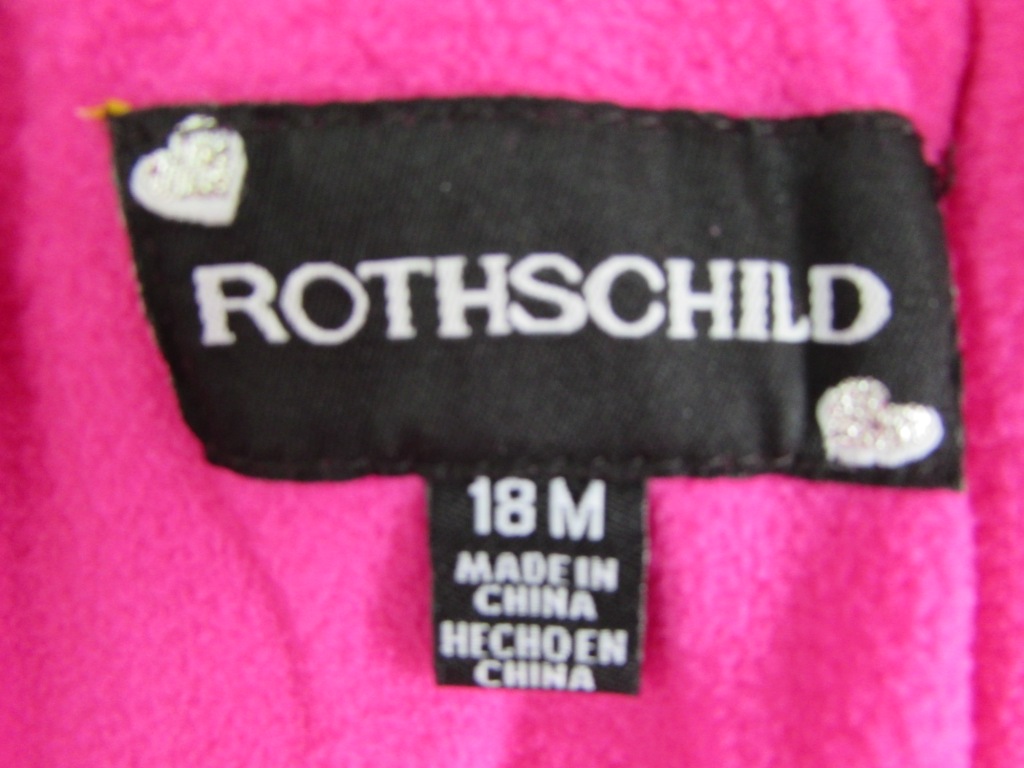 ROTHSCHILD
18 M
MADE IN
CHINA
HECHO EN
CHINA